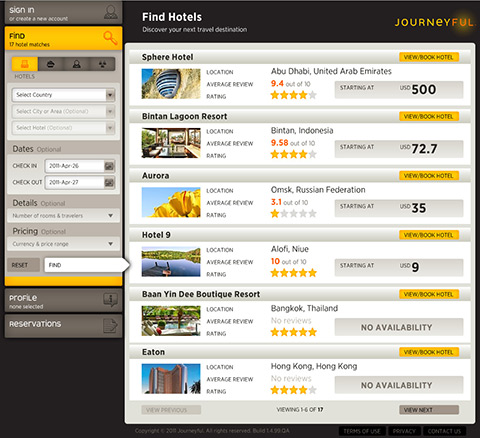 sign in
or create a new account
FiND
17 hotel matches
HOTELS
Select Country
Select City or Area (Optional)
Select Hotel (Optional)
Dates Optional
CHECK IN 2011-Apr-26
CHECK OUT 2011-Apr-27
Details Optional
Number of rooms & travelers
Pricing Optional
Currency & price range
RESET FIND
PROFILE
none selected
RESERVATIONS
Find Hotels
Discover your next travel destination
JOURNEYFUL
Sphere Hotel VIEW/BOOK HOTEL
LOCATION Abu Dhabi, United Arab Emirates
AVERAGE REVIEW 9.4 out of 10
RATING
STARTING AT USD 500
Bintan Lagoon Resort VIEW/BOOK HOTEL
LOCATION Bintan, Indonesia
AVERAGE REVIEW 9.58 out of 10
RATING
STARTING AT USD 72.7
Aurora VIEW/BOOK HOTEL
LOCATION Omsk, Russian Federation
AVERAGE REVIEW 3.1 out of 10
RATING
STARTING AT USD 35
Hotel 9 VIEW/BOOK HOTEL
LOCATION Alofi, Niue
AVERAGE REVIEW 10 out of 10
RATING
STARTING AT USD 9
Baan Yin Dee Boutique Resort VIEW/BOOK HOTEL
LOCATION Bangkok, Thailand
AVERAGE REVIEW No reviews
RATING
NO AVAILABILITY
Eaton VIEW/BOOK HOTEL
LOCATION Hong Kong, Hong Kong
AVERAGE REVIEW No reviews
RATING
NO AVAILABILITY
VIEW PREVIOUS VIEWING 1-6 OF 17 VIEW NEXT
Copyright © 2011 Journeyful. All rights reserved. Build 1.4.99 QA TERMS OF USE PRIVACY CONTACT US